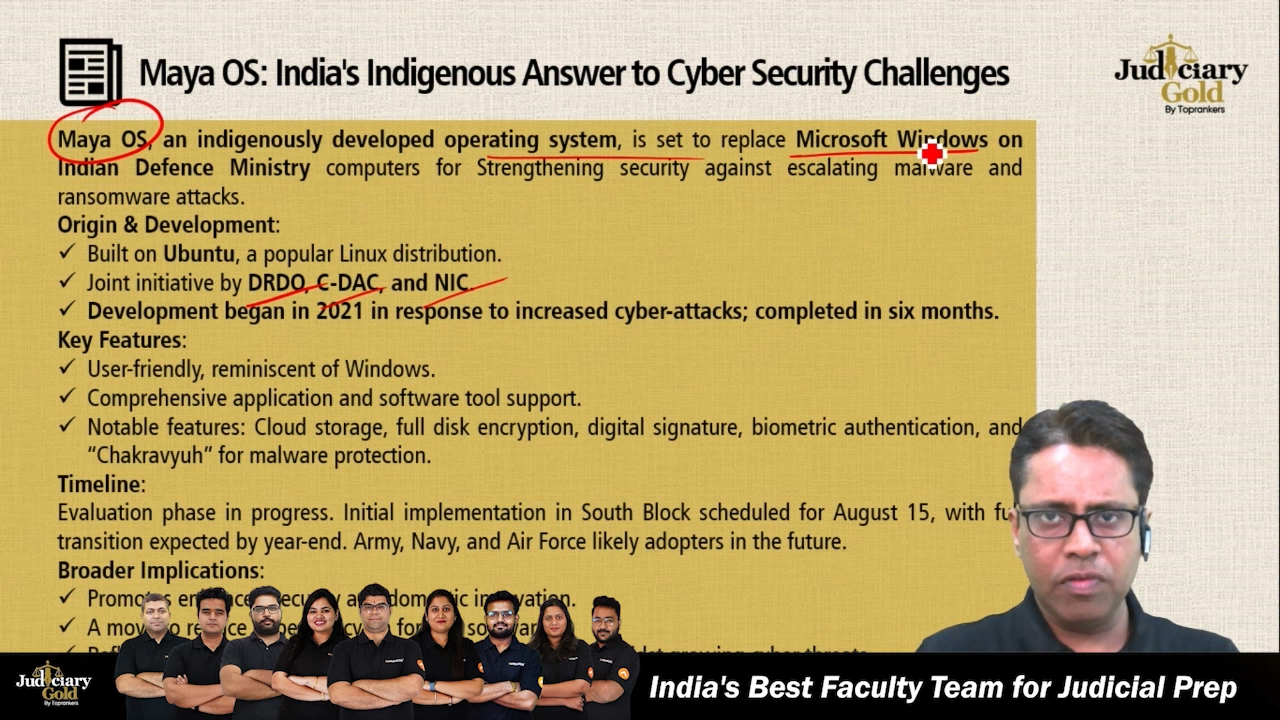 Maya OS: India's Indigenous Answer to Cyber Security Challenges
Judiciary
Gold
By Toprankers
Maya OS, an indigenously developed operating system, is set to replace Microsoft Windows on
Indian Defence Ministry computers for Strengthening security against escalating malware and
ransomware attacks.
Origin & Development:
✓ Built on Ubuntu, a popular Linux distribution.
✓ Joint initiative by DRDO, C-DAC, and NIC.
✓ Development began in 2021 in response to increased cyber-attacks; completed in six months.
Key Features:
✓ User-friendly, reminiscent of Windows.
✓ Comprehensive application and software tool support.
✓ Notable features: Cloud storage, full disk encryption, digital signature, biometric authentication, and
“Chakravyuh” for malware protection.
Timeline:
Evaluation phase in progress. Initial implementation in South Block scheduled for August 15, with
transition expected by year-end. Army, Navy, and Air Force likely adopters in the future.
Broader Implications:
✓
✓ A
Judiciary
Gold
By Toprankers
India's Best Faculty Team for Judicial Prep